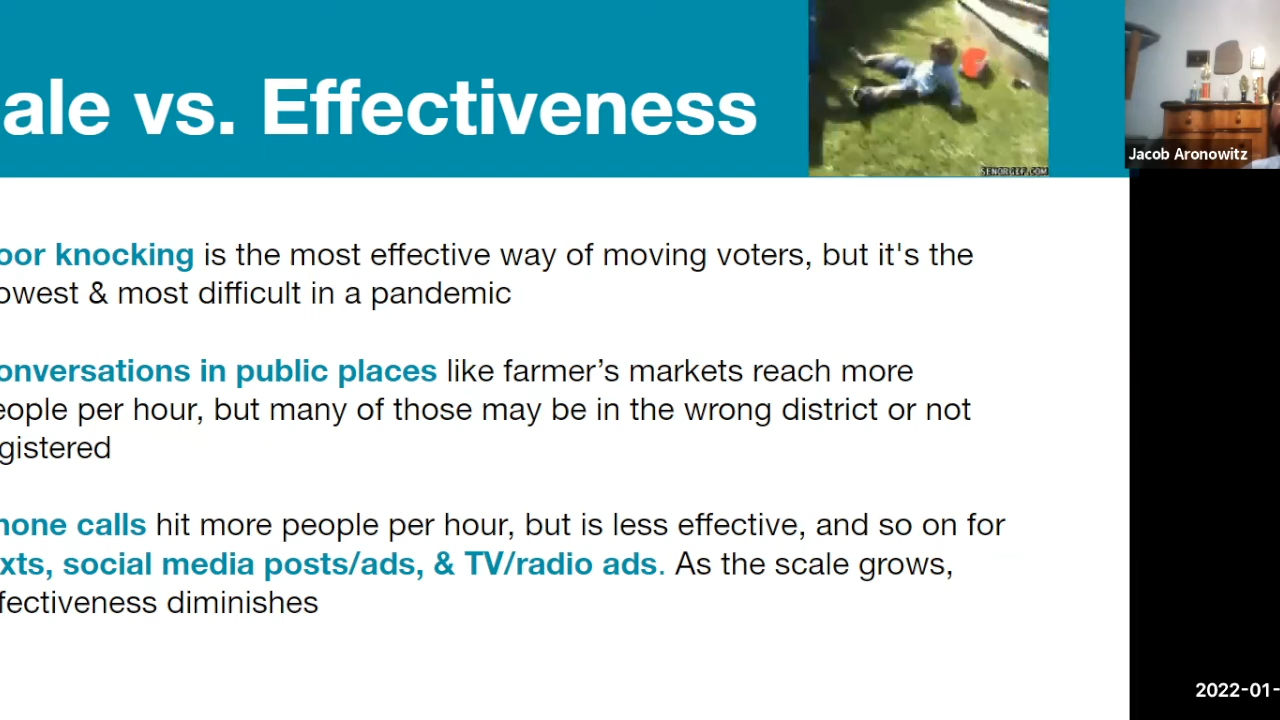 ale vs. Effectiveness
SENORGIF.COM
Jacob Aronowitz
oor knocking is the most effective way of moving voters, but it's the
owest & most difficult in a pandemic
onversations in public places like farmer’s markets reach more
eople per hour, but many of those may be in the wrong district or not
gistered
hone calls hit more people per hour, but is less effective, and so on for
xts, social media posts/ads, & TV/radio ads. As the scale grows,
fectiveness diminishes
2022-01-